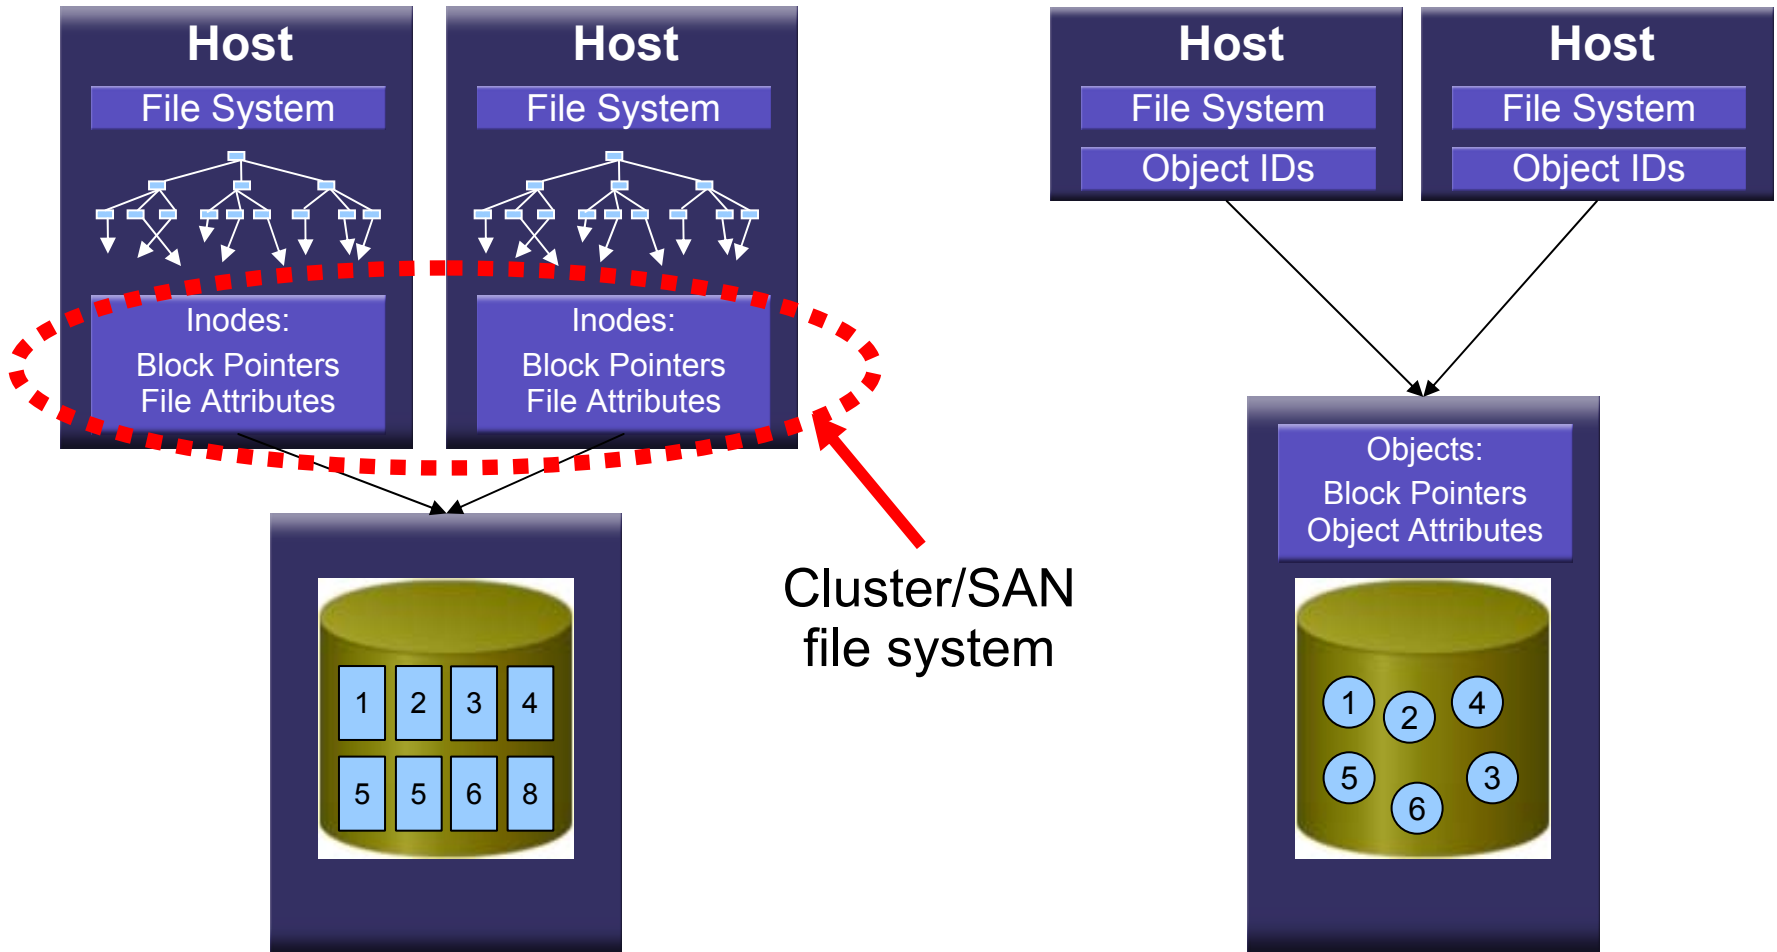 Host
File System
Inodes:
Block Pointers
File Attributes
Host
File System
Inodes:
Block Pointers
File Attributes
1 2 3 4
5 5 6 8
Cluster/SAN
file system
Host
File System
Object IDs
Host
File System
Object IDs
Objects:
Block Pointers
Object Attributes
1 2 4
5 6 3